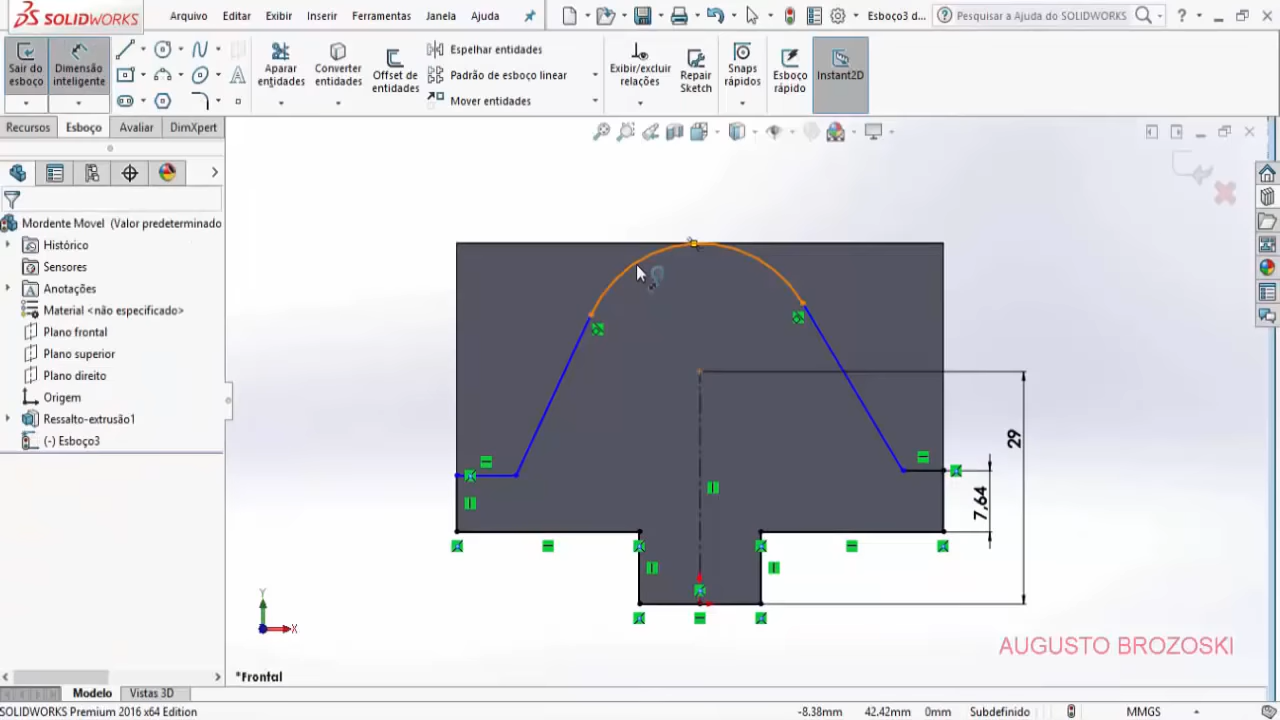 SOLIDWORKS
Arquivo
Editar
Exibir
Inserir
Ferramentas
Janela
Ajuda
Esboço3 d...
Pesquisar a Ajuda do SOLIDWORKS
Sair do esboço
Dimensão inteligente
Aparar entidades
Converter entidades
Offset de entidades
Espelhar entidades
Padrão de esboço linear
Mover entidades
Exibir/excluir relações
Repair Sketch
Snaps rápidos
Esboço rápido
Instant2D
Recursos
Esboço
Avaliar
DimXpert
Mordente Movel (Valor predeterminado
Histórico
Sensores
Anotações
Material <não especificado>
Plano frontal
Plano superior
Plano direito
Origem
Ressalto-extrusão1
(-) Esboço3
29
7,64
Y
X
AUGUSTO BROZOSKI
*Frontal
Modelo
Vistas 3D
SOLIDWORKS Premium 2016 x64 Edition
-8.38mm
42.42mm
0mm
Subdefinido
MMGS